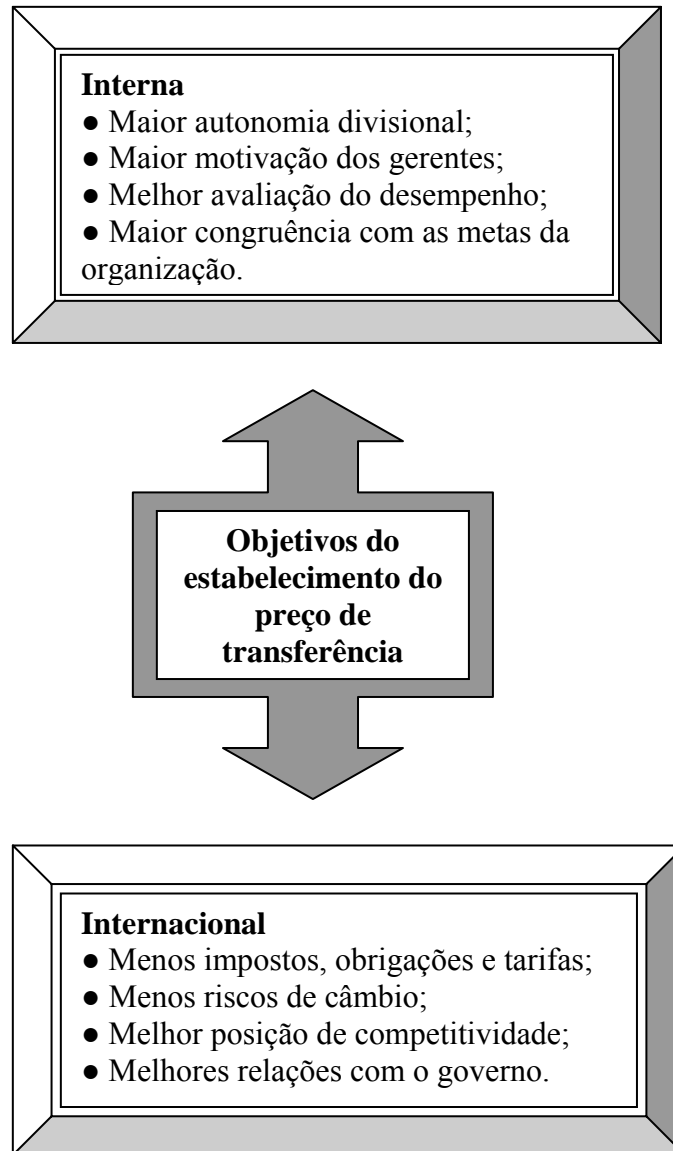 Interna
● Maior autonomia divisional;
● Maior motivação dos gerentes;
● Melhor avaliação do desempenho;
● Maior congruência com as metas da
organização.
Objetivos do
estabelecimento do
preço de
transferência
Internacional
● Menos impostos, obrigações e tarifas;
● Menos riscos de câmbio;
● Melhor posição de competitividade;
● Melhores relações com o governo.